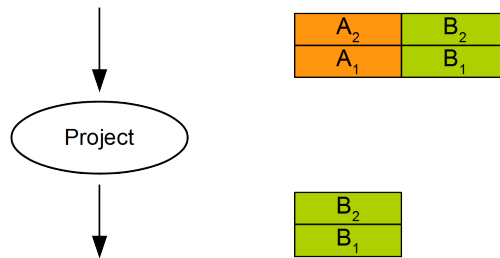 A₂ B₂
A₁ B₁
Project
B₂
B₁